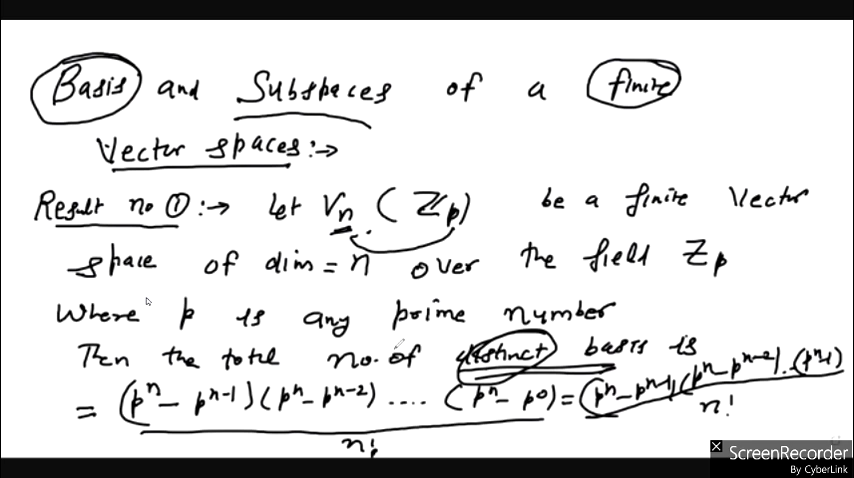 Basis and Subspaces of a finite
Vector spaces :→
Result no ① :→ let Vn (ℤp) be a finite Vector
space of dim = n over the field Zp
Where p is any prime number
Then the total no. of distinct basis is
= (p^n - p^{n-1})(p^n - p^{n-2}) .... (p^n - p^0) / n! = (p^n - p^{n-1})(p^n - p^{n-2}) .. (p^n-1) / n!
ScreenRecorder
By CyberLink